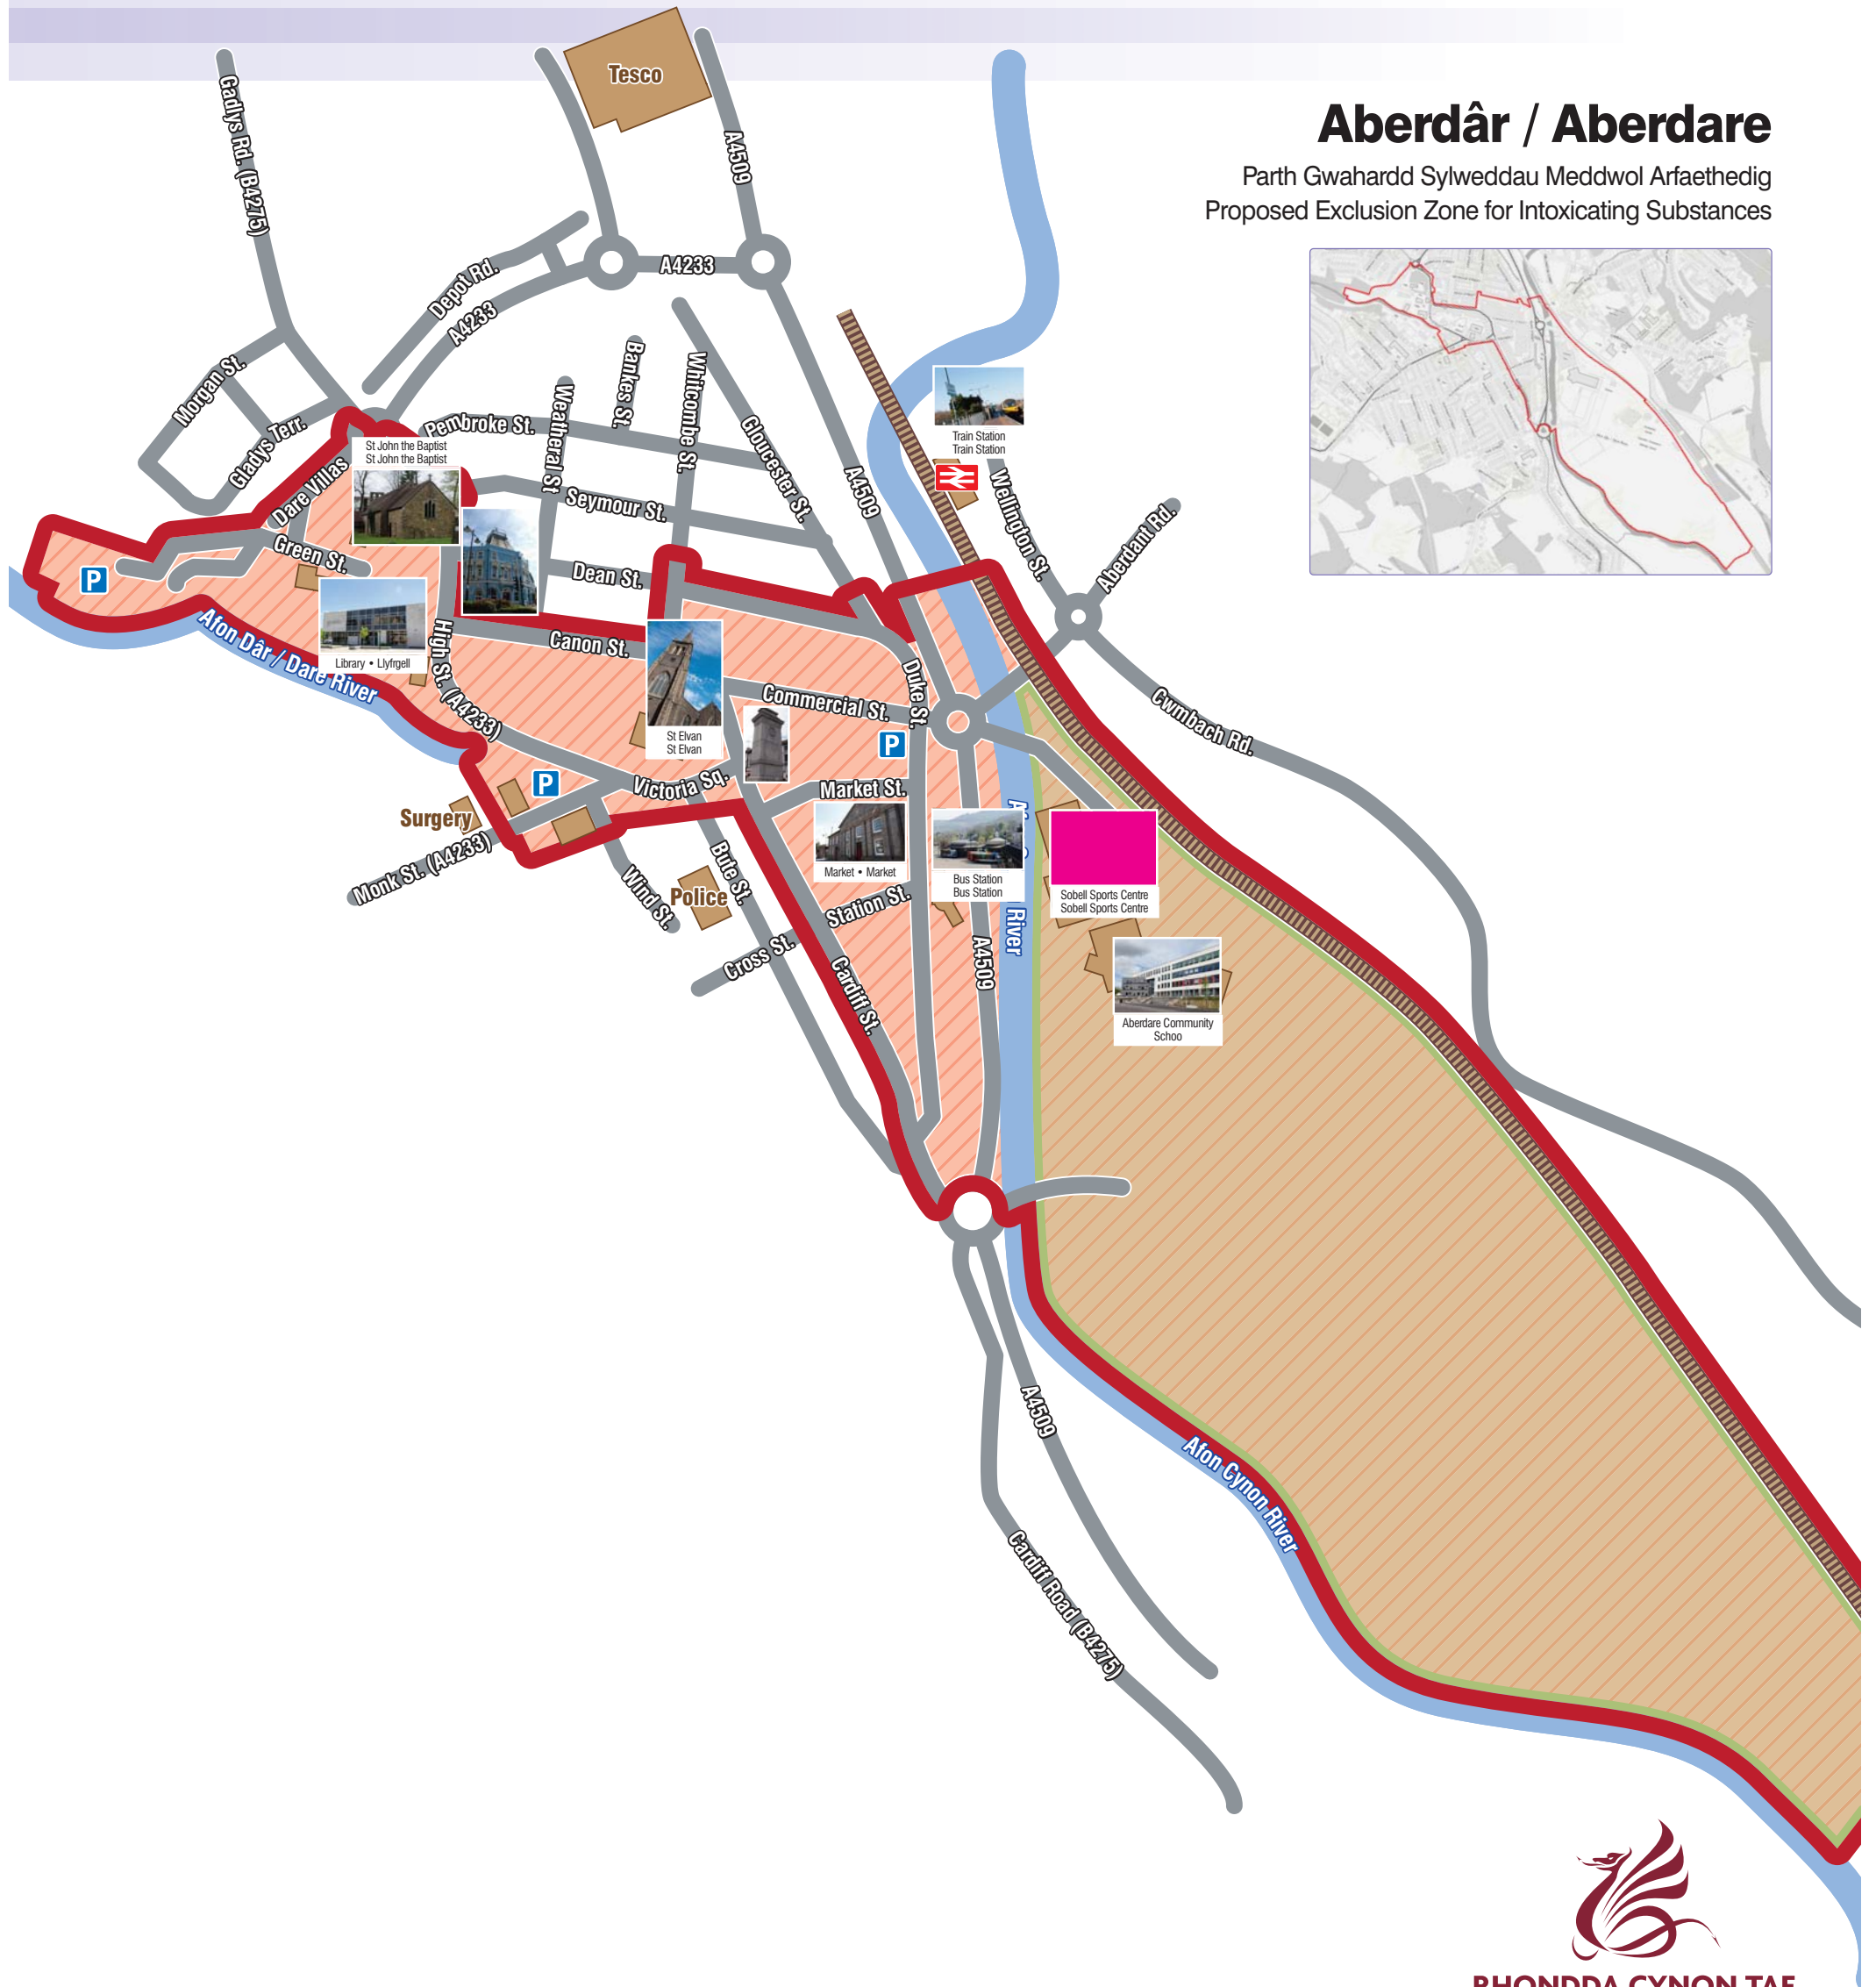 Aberdâr / Aberdare
Parth Gwahardd Sylweddau Meddwol Arfaethedig
Proposed Exclusion Zone for Intoxicating Substances
Tesco
Gadlys Rd. (B4275)
A4509
A4233
Depot Rd.
A4233
Morgan St.
Gladys Terr.
Bankes St.
Whitcombe St.
Weatheral St
Pembroke St.
Gloucester St.
A4509
Train Station
Train Station
Wellington St.
Aberdant Rd.
St John the Baptist
St John the Baptist
Dare Villas
Seymour St.
Green St.
Dean St.
P
Afon Dâr / Dare River
Library • Llyfrgell
High St. (A4233)
Canon St.
Duke St.
Commercial St.
Cwmbach Rd.
St Elvan
St Elvan
P
P
Victoria Sq.
Market St.
Surgery
Monk St. (A4233)
Market • Market
Bus Station
Bus Station
River
Sobell Sports Centre
Sobell Sports Centre
Wind St.
Police
Bute St.
Station St.
Cross St.
Cardiff St.
A4509
Aberdare Community
Schoo
A4509
Afon Cynon River
Cardiff Road (B4275)
RHONDDA CYNON TAF